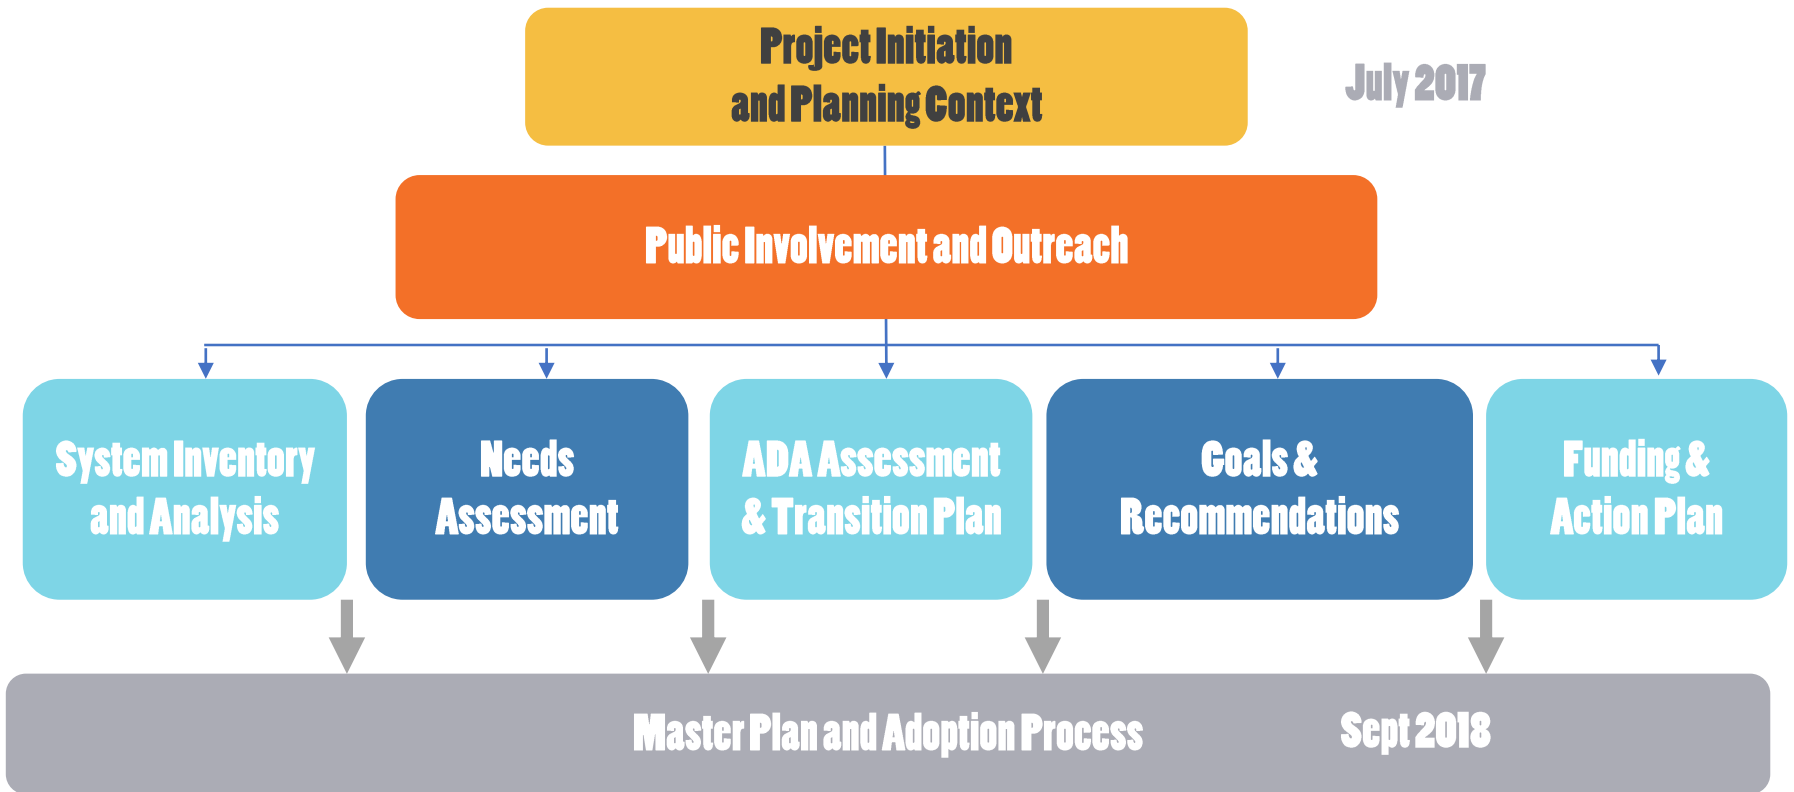 Project Initiation
and Planning Context
July 2017
Public Involvement and Outreach
System Inventory
and Analysis
Needs
Assessment
ADA Assessment
& Transition Plan
Goals &
Recommendations
Funding &
Action Plan
Master Plan and Adoption Process
Sept 2018